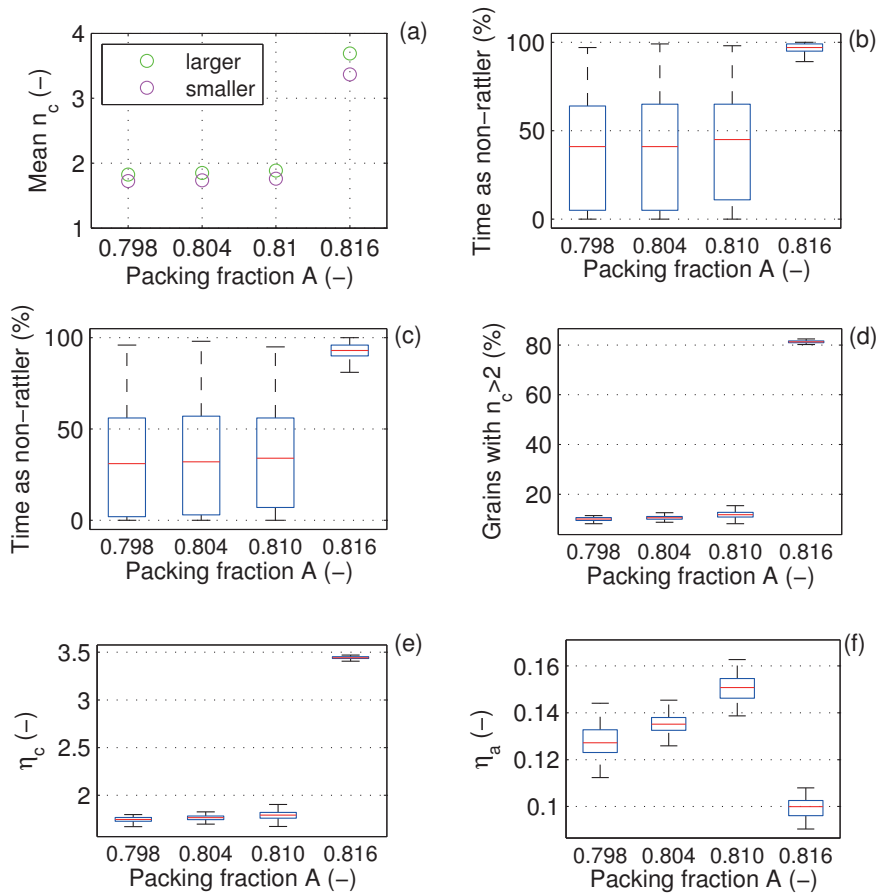 (a)
Mean n_c (−)
4
3
2
1
larger
smaller
0.798 0.804 0.81 0.816
Packing fraction A (−)
(b)
Time as non−rattler (%)
100
50
0
0.798 0.804 0.810 0.816
Packing fraction A (−)
(c)
Time as non−rattler (%)
100
50
0
0.798 0.804 0.810 0.816
Packing fraction A (−)
(d)
Grains with n_c>2 (%)
80
60
40
20
0.798 0.804 0.810 0.816
Packing fraction A (−)
(e)
η_c (−)
3.5
3
2.5
2
0.798 0.804 0.810 0.816
Packing fraction A (−)
(f)
η_a (−)
0.16
0.14
0.12
0.1
0.798 0.804 0.810 0.816
Packing fraction A (−)